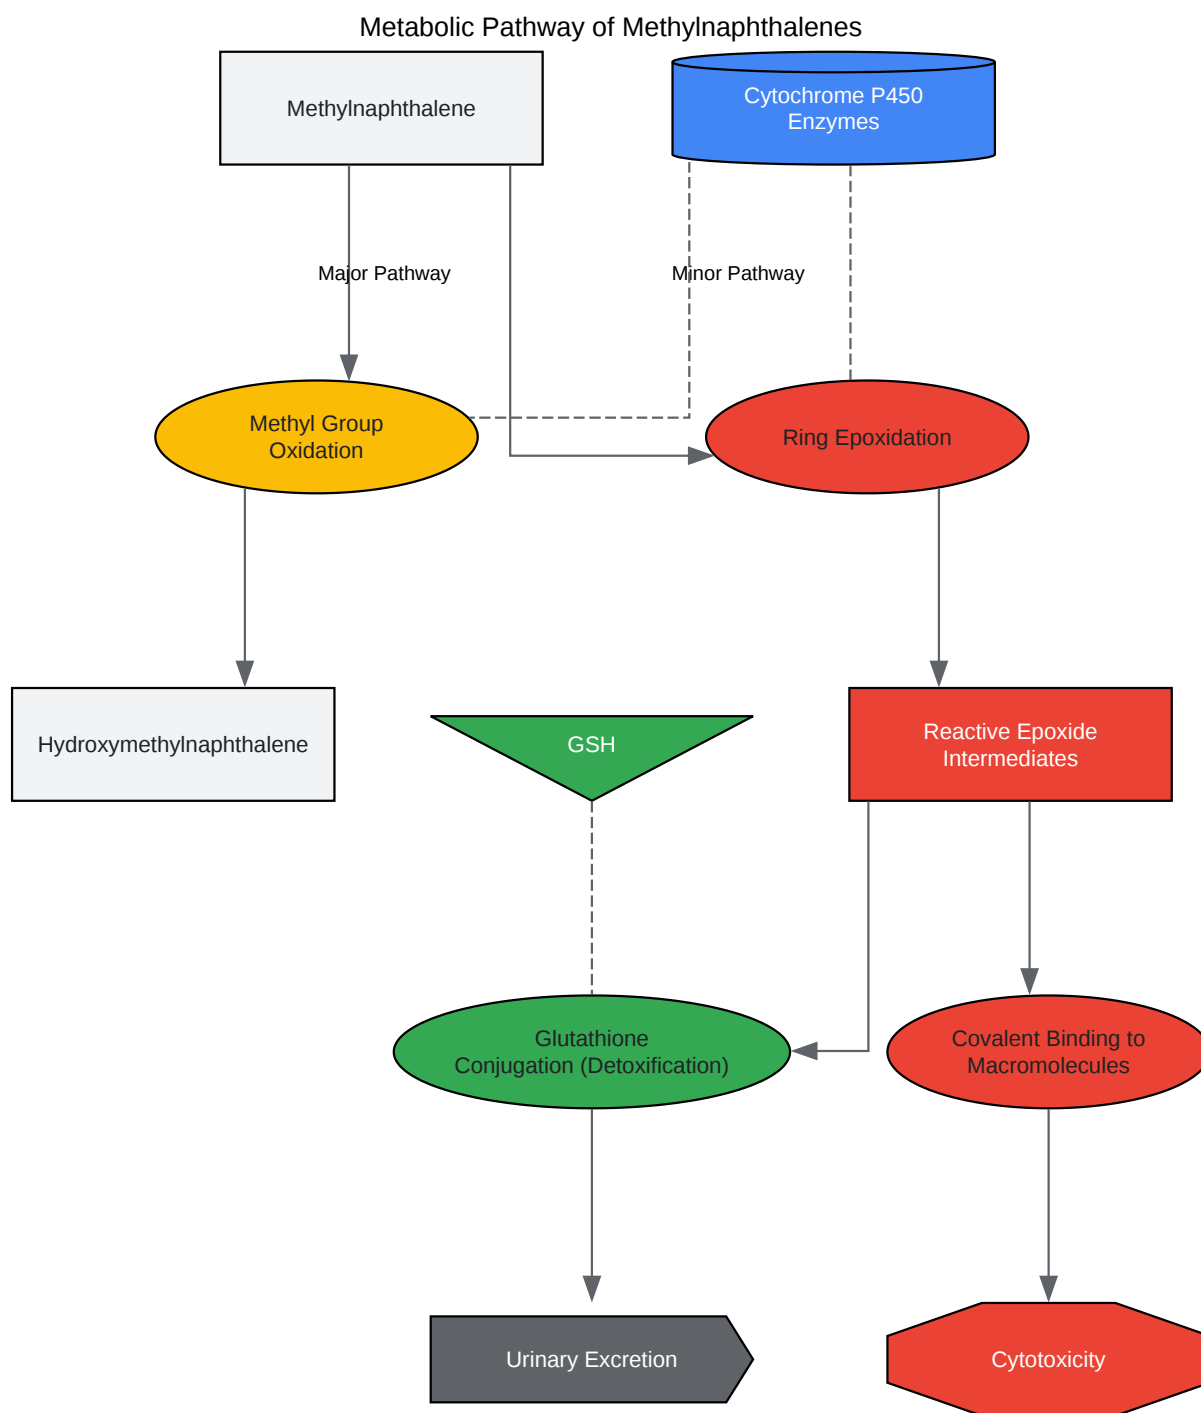 Metabolic Pathway of Methylnaphthalenes
Methylnaphthalene
Cytochrome P450
Enzymes
Major Pathway
Minor Pathway
Methyl Group
Oxidation
Ring Epoxidation
Hydroxymethylnaphthalene
GSH
Reactive Epoxide
Intermediates
Glutathione
Conjugation (Detoxification)
Covalent Binding to
Macromolecules
Urinary Excretion
Cytotoxicity